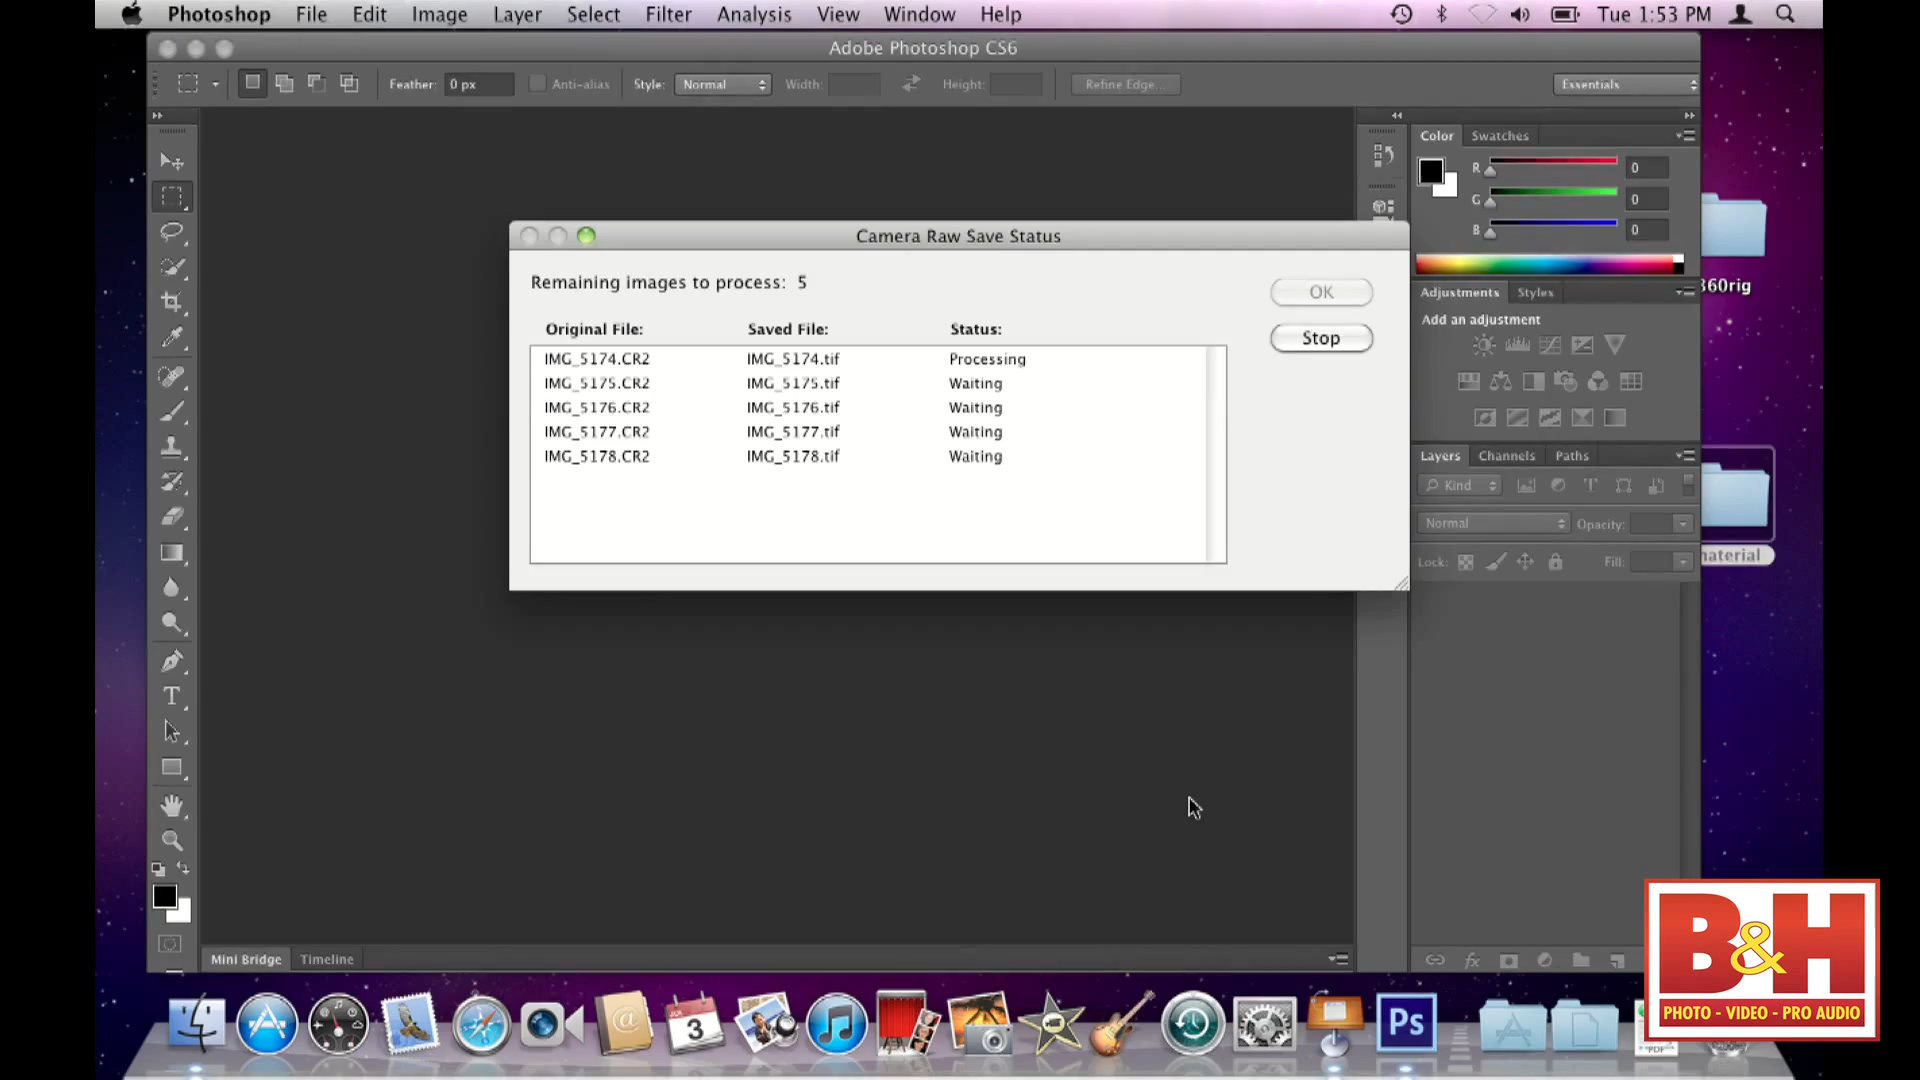 Photoshop File Edit Image Layer Select Filter Analysis View Window Help Tue 1:53 PM
Adobe Photoshop CS6
Feather: 0 px Anti-alias Style: Normal Width: Height: Refine Edge... Essentials
Color Swatches
R 0
G 0
B 0
Camera Raw Save Status
Remaining images to process: 5
OK
Original File: Saved File: Status:
Stop
IMG_5174.CR2 IMG_5174.tif Processing
IMG_5175.CR2 IMG_5175.tif Waiting
IMG_5176.CR2 IMG_5176.tif Waiting
IMG_5177.CR2 IMG_5177.tif Waiting
IMG_5178.CR2 IMG_5178.tif Waiting
360rig
Adjustments Styles
Add an adjustment
Layers Channels Paths
Kind
Normal Opacity:
Lock: Fill:
material
T
fx
Mini Bridge Timeline
3
Ps
PDF
B&H
PHOTO - VIDEO - PRO AUDIO